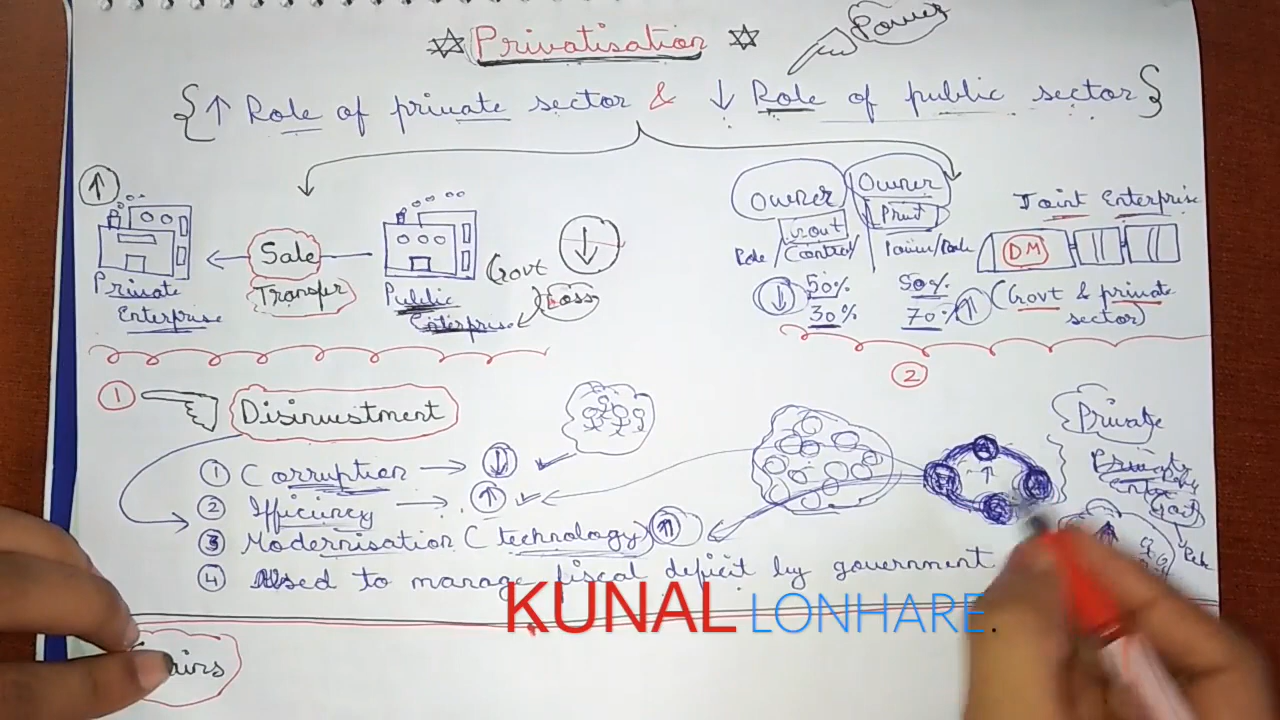 Privatisation
Power
{ ↑ Role of private sector & ↓ Role of public sector }
↑
Private
Enterprise
Sale
Transfer
Public
Enterprise
Govt
↓
Loss
Owner
Govt
Role / Control
↓ 50%
30%
Owner
Prvt
Power/Role
50%
70% ↑
Joint Enterprise
DM
(Govt & private
sector)
① Disinvestment
②
① Corruption → ↓
② Efficiency → ↑
③ Modernisation (technology) ↑
④ Used to manage fiscal deficit by government
Private
KUNAL LONHARE.